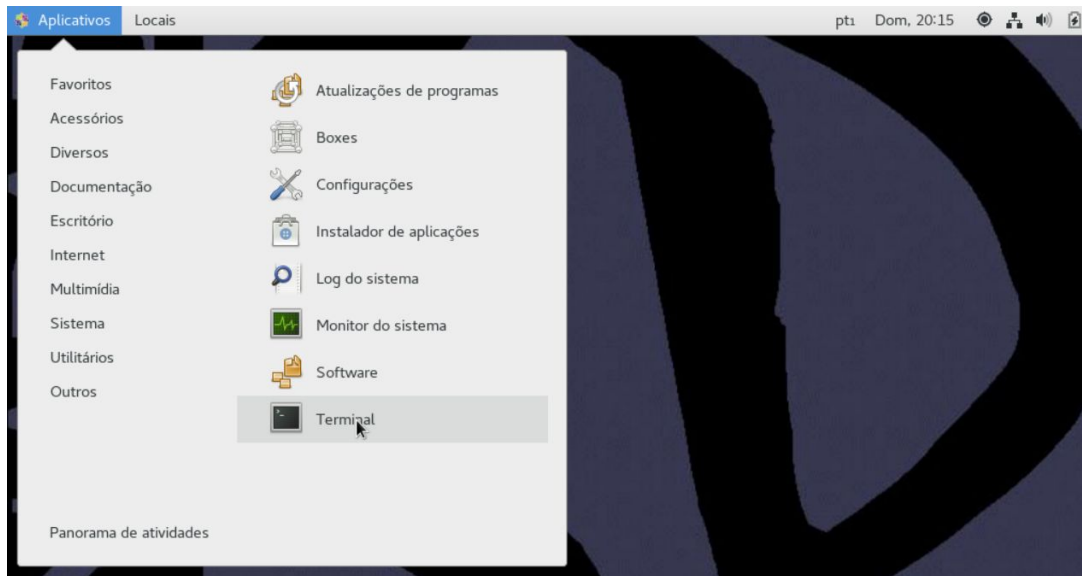 Aplicativos Locais pt1 Dom, 20:15
Favoritos
Acessórios
Diversos
Documentação
Escritório
Internet
Multimídia
Sistema
Utilitários
Outros
Atualizações de programas
Boxes
Configurações
Instalador de aplicações
Log do sistema
Monitor do sistema
Software
Terminal
Panorama de atividades